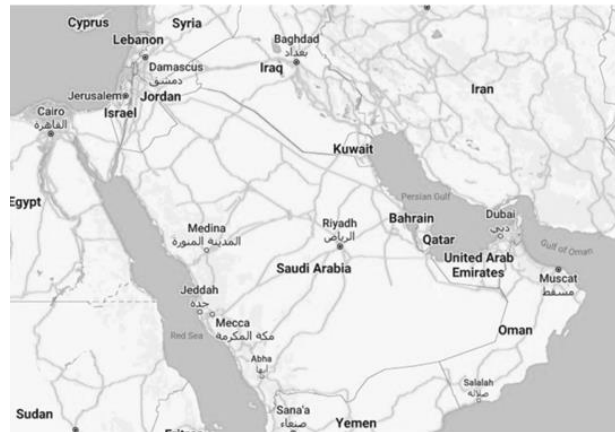 Cyprus
Syria
Lebanon
Baghdad
بغداد
Damascus
دمشق
Iraq
Iran
Jerusalem
Jordan
Israel
Cairo
القاهرة
Kuwait
Egypt
Persian Gulf
Medina
المدينة المنورة
Riyadh
الرياض
Bahrain
Dubai
دبي
Qatar
Gulf of Oman
United Arab
Emirates
Saudi Arabia
Muscat
مسقط
Jeddah
جدة
Mecca
مكة المكرمة
Red Sea
Oman
Abha
أبها
Salalah
صلالة
Sudan
Sana'a
صنعاء
Yemen